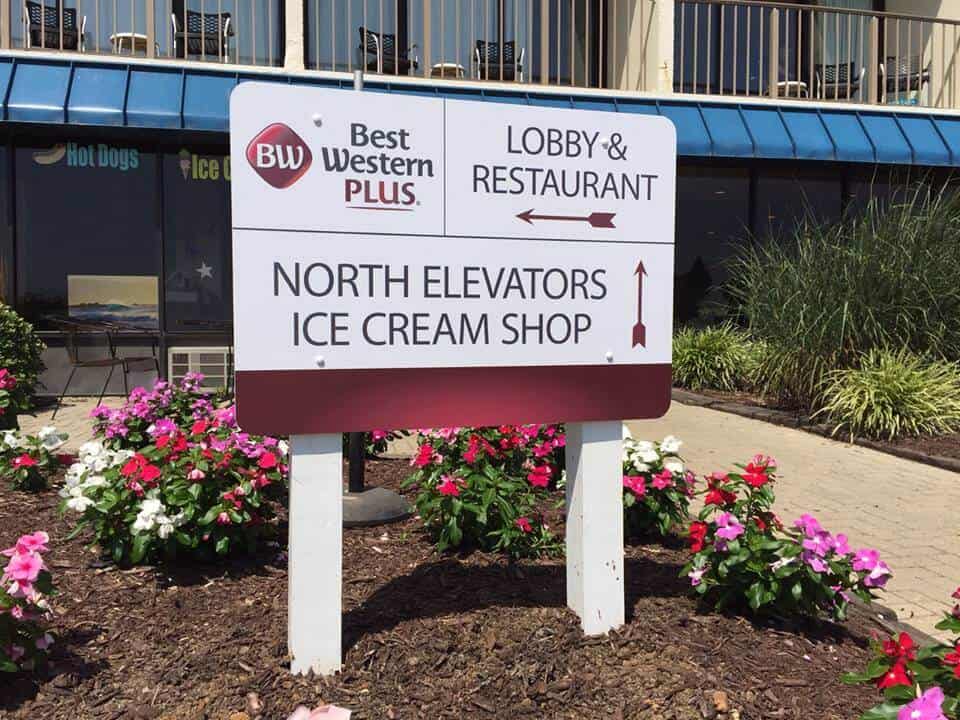 Hot Dogs
Ice
BW
Best
Western
PLUS.
LOBBY &
RESTAURANT
NORTH ELEVATORS
ICE CREAM SHOP